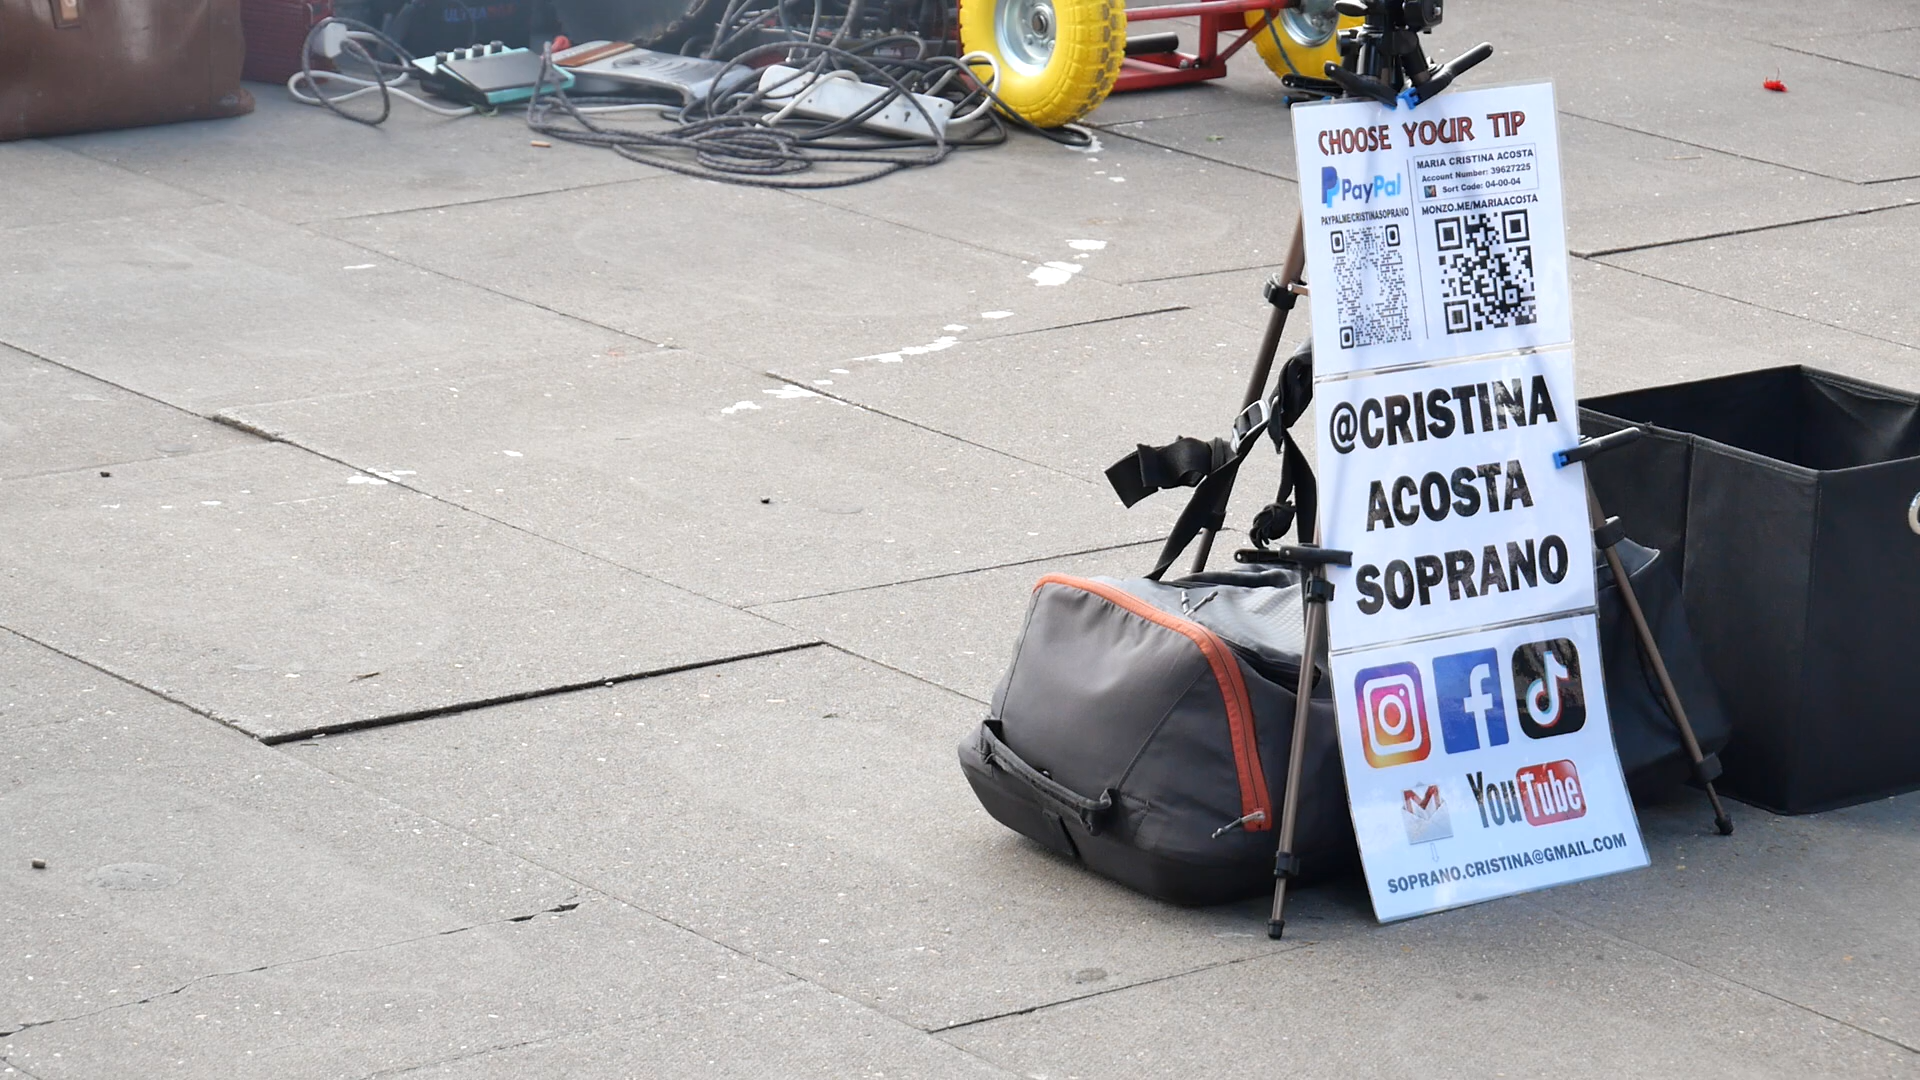 CHOOSE YOUR TIP
PayPal
PAYPAL.ME/CRISTINASOPRANO
MARIA CRISTINA ACOSTA
Account Number: 39627225
Sort Code: 04-00-04
MONZO.ME/MARIAACOSTA
@CRISTINA
ACOSTA
SOPRANO
YouTube
SOPRANO.CRISTINA@GMAIL.COM